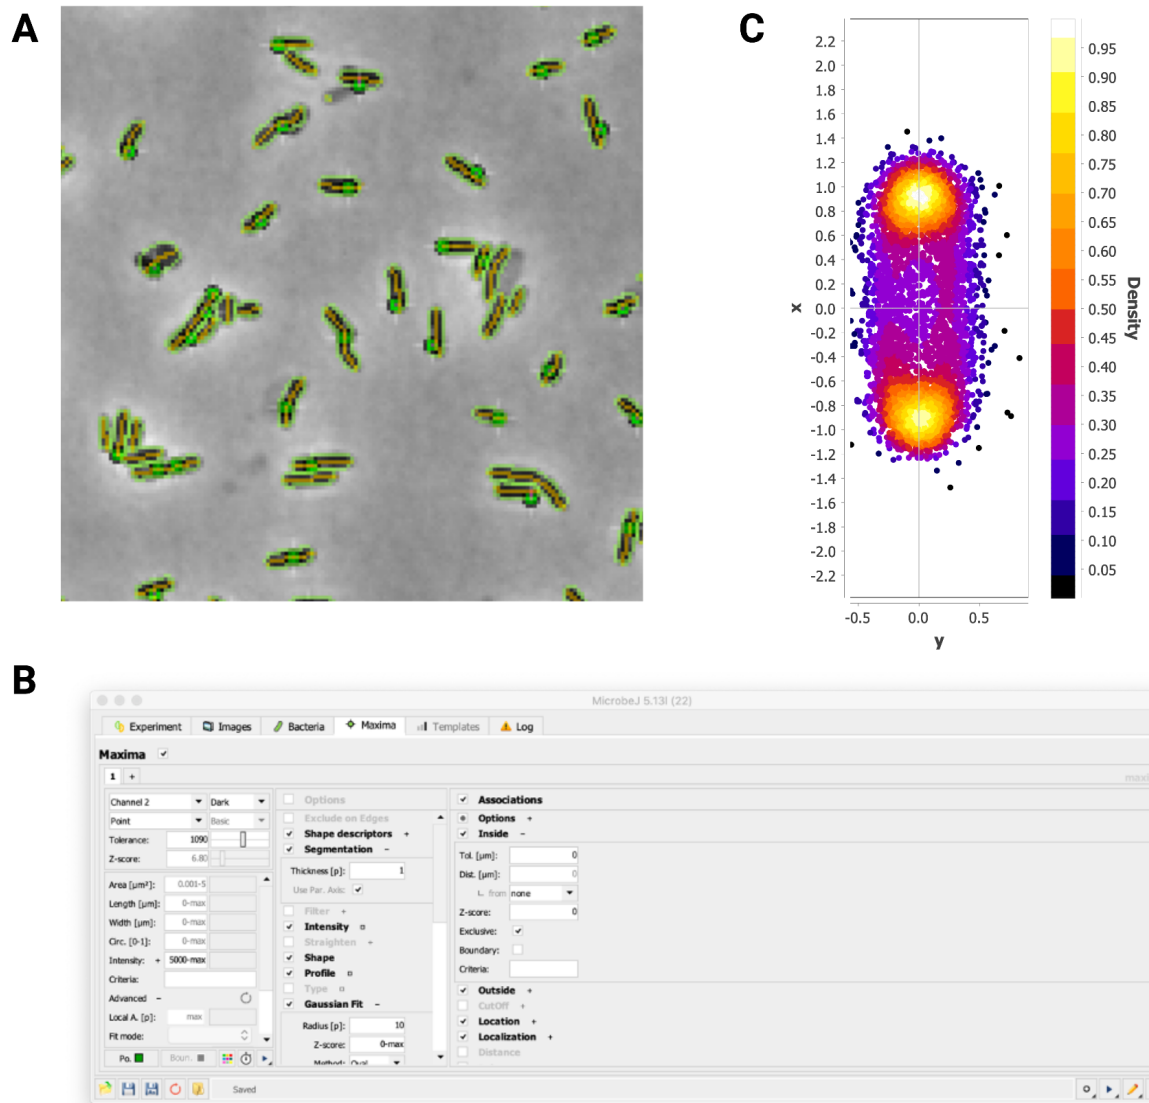 A
C
2.2
2.0
1.8
1.6
1.4
1.2
1.0
0.8
0.6
0.4
0.2
0.0
-0.2
-0.4
-0.6
-0.8
-1.0
-1.2
-1.4
-1.6
-1.8
-2.0
-2.2
x
-0.5 0.0 0.5
y
0.95
0.90
0.85
0.80
0.75
0.70
0.65
0.60
0.55
0.50
0.45
0.40
0.35
0.30
0.25
0.20
0.15
0.10
0.05
Density
B
MicrobeJ 5.13l (22)
Experiment Images Bacteria Maxima Templates Log
Maxima
1 +
Channel 2 Dark
Point Basic
Tolerance: 1090
Z-score: 6.80
Area [μm²]: 0.001-5
Length [μm]: 0-max
Width [μm]: 0-max
Circ. [0-1]: 0-max
Intensity: + 5000-max
Criteria:
Advanced -
Local A. [p]: max
Fit mode:
Po. Boun.
Options
Exclude on Edges
Shape descriptors +
Segmentation -
Thickness [p]: 1
Use Par. Axis:
Filter +
Intensity
Straighten +
Shape
Profile
Type
Gaussian Fit -
Radius [p]: 10
Z-score: 0-max
Method: Oval
Associations
Options +
Inside -
Tol. [μm]: 0
Dist. [μm]: 0
from none
Z-score: 0
Exclusive:
Boundary:
Criteria:
Outside +
CutOff +
Location +
Localization +
Distance
Saved